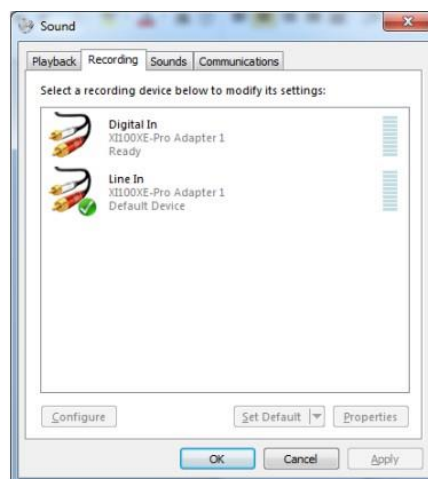 Sound
Playback Recording Sounds Communications
Select a recording device below to modify its settings:
Digital In
XI100XE-Pro Adapter 1
Ready
Line In
XI100XE-Pro Adapter 1
Default Device
Configure Set Default Properties
OK Cancel Apply